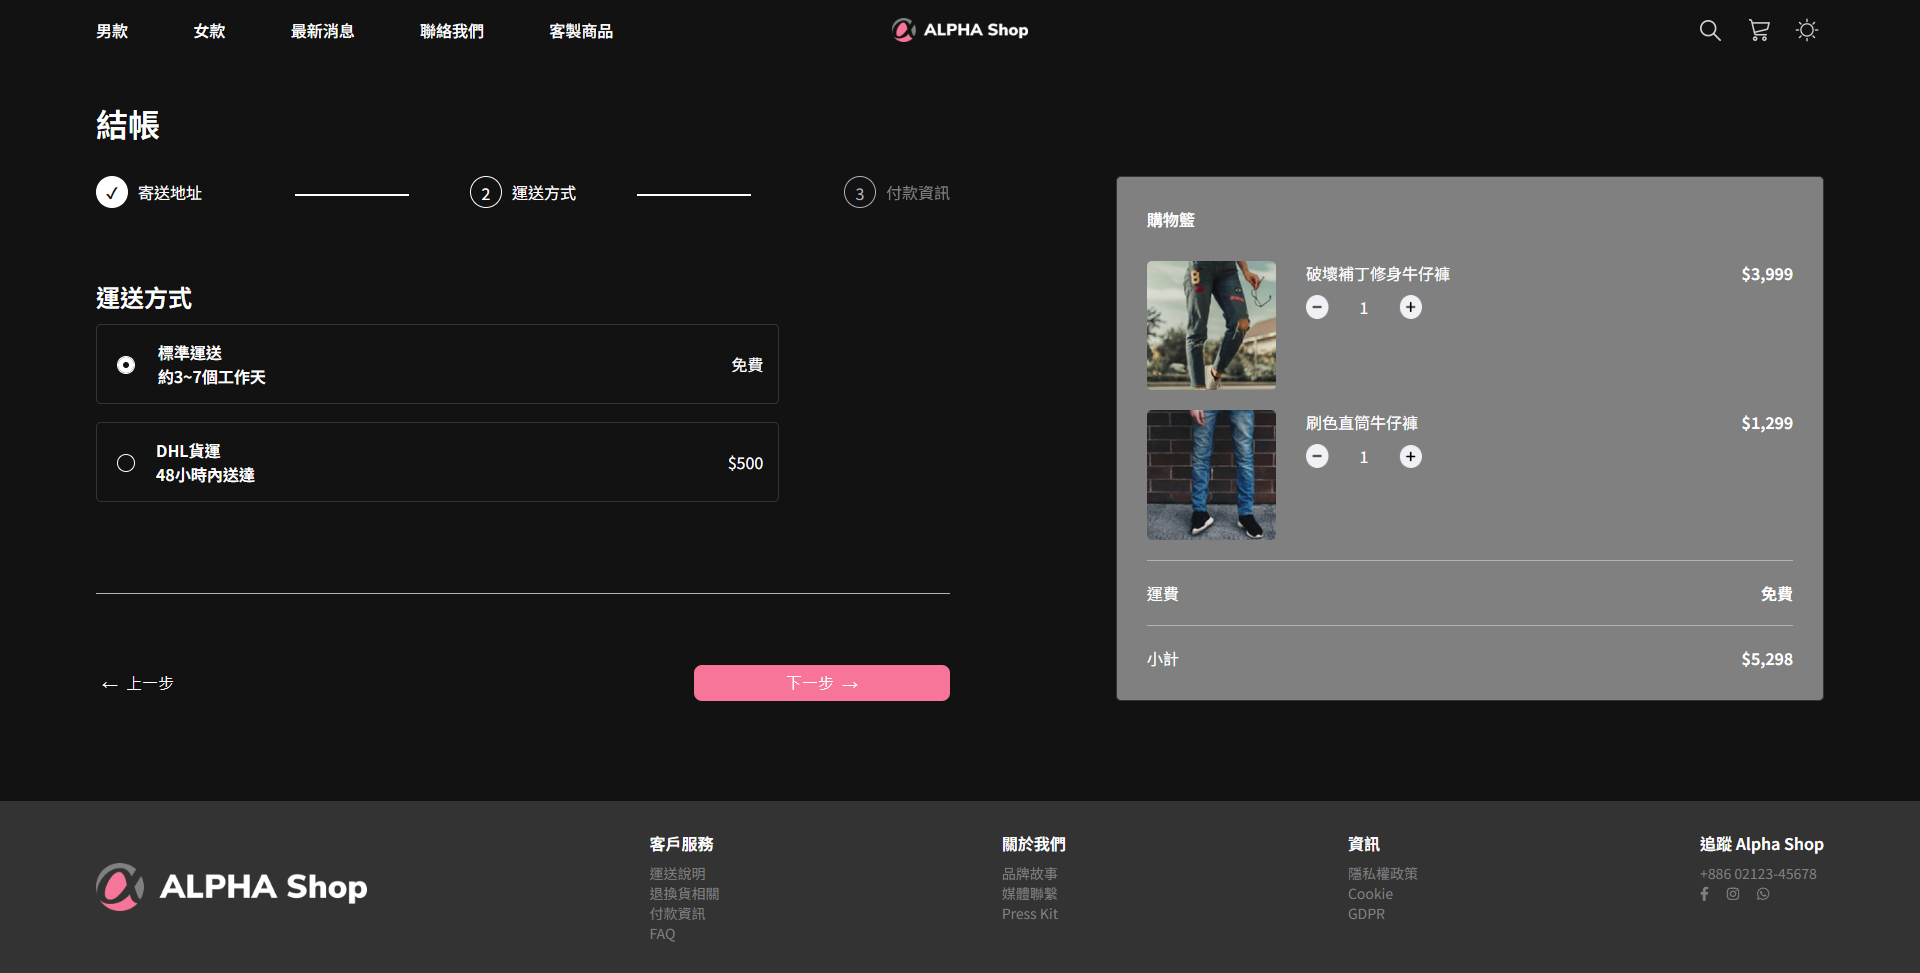 男款
女款
最新消息
聯絡我們
客製商品
ALPHA Shop
結帳
✓ 寄送地址
2 運送方式
3 付款資訊
運送方式
標準運送
約3~7個工作天
免費
DHL貨運
48小時內送達
$500
← 上一步
下一步 →
購物籃
破壞補丁修身牛仔褲
$3,999
− 1 +
刷色直筒牛仔褲
$1,299
− 1 +
運費
免費
小計
$5,298
ALPHA Shop
客戶服務
運送說明
退換貨相關
付款資訊
FAQ
關於我們
品牌故事
媒體聯繫
Press Kit
資訊
隱私權政策
Cookie
GDPR
追蹤 Alpha Shop
+886 02123-45678